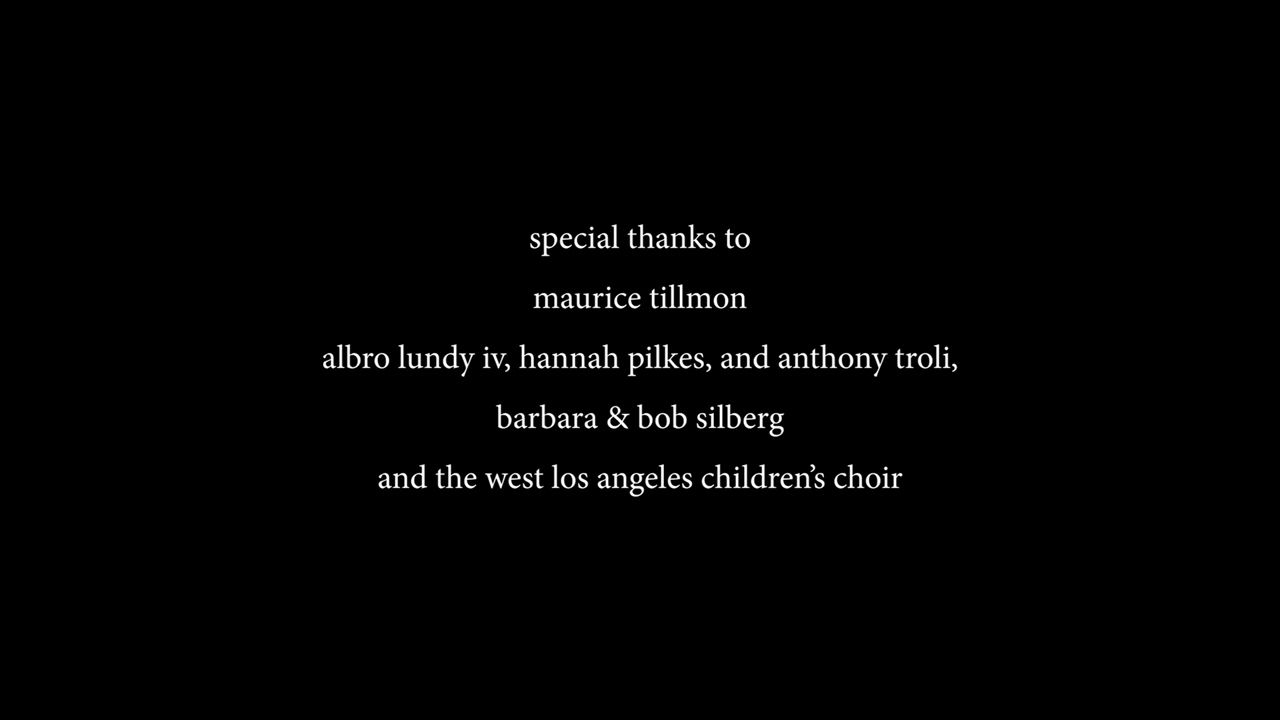 special thanks to
maurice tillmon
albro lundy iv, hannah pilkes, and anthony troli,
barbara & bob silberg
and the west los angeles children’s choir